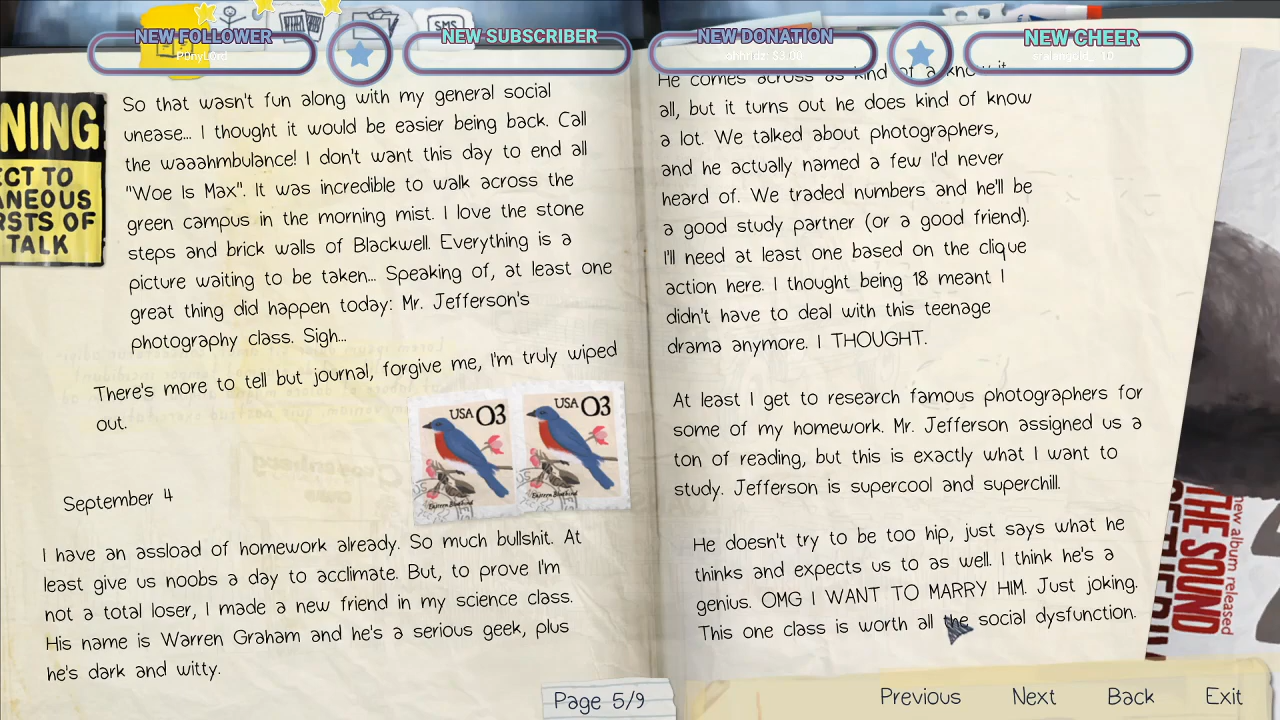 SMS
NEW FOLLOWER
NEW SUBSCRIBER
NEW DONATION
NEW CHEER
NING
ECT TO
ANEOUS
RSTS OF
TALK
So that wasn't fun along with my general social
unease... I thought it would be easier being back. Call
the waaahmbulance! I don't want this day to end all
"Woe Is Max". It was incredible to walk across the
green campus in the morning mist. I love the stone
steps and brick walls of Blackwell. Everything is a
picture waiting to be taken... Speaking of, at least one
great thing did happen today: Mr. Jefferson's
photography class. Sigh...
There's more to tell but journal, forgive me, I'm truly wiped
out.
USA 03
USA 03
Eastern Bluebird
Eastern Bluebird
September 4
I have an assload of homework already. So much bullshit. At
least give us noobs a day to acclimate. But, to prove I'm
not a total loser, I made a new friend in my science class.
His name is Warren Graham and he's a serious geek, plus
he's dark and witty.
He comes across as kind of a know it
all, but it turns out he does kind of know
a lot. We talked about photographers,
and he actually named a few I'd never
heard of. We traded numbers and he'll be
a good study partner (or a good friend).
I'll need at least one based on the clique
action here. I thought being 18 meant I
didn't have to deal with this teenage
drama anymore. I THOUGHT.
At least I get to research famous photographers for
some of my homework. Mr. Jefferson assigned us a
ton of reading, but this is exactly what I want to
study. Jefferson is supercool and superchill.
He doesn't try to be too hip, just says what he
thinks and expects us to as well. I think he's a
genius. OMG I WANT TO MARRY HIM. Just joking.
This one class is worth all the social dysfunction.
new album released
THE SOUND
Page 5/9
Previous
Next
Back
Exit